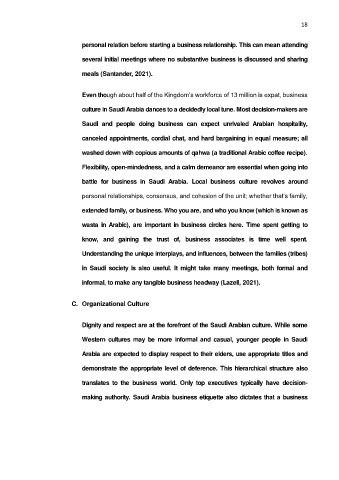 18
personal relation before starting a business relationship. This can mean attending
several initial meetings where no substantive business is discussed and sharing
meals (Santander, 2021).
Even though about half of the Kingdom's workforce of 13 million is expat, business
culture in Saudi Arabia dances to a decidedly local tune. Most decision-makers are
Saudi and people doing business can expect unrivaled Arabian hospitality,
canceled appointments, cordial chat, and hard bargaining in equal measure; all
washed down with copious amounts of qahwa (a traditional Arabic coffee recipe).
Flexibility, open-mindedness, and a calm demeanor are essential when going into
battle for business in Saudi Arabia. Local business culture revolves around
personal relationships, consensus, and cohesion of the unit; whether that's family,
extended family, or business. Who you are, and who you know (which is known as
wasta in Arabic), are important in business circles here. Time spent getting to
know, and gaining the trust of, business associates is time well spent.
Understanding the unique interplays, and influences, between the families (tribes)
in Saudi society is also useful. It might take many meetings, both formal and
informal, to make any tangible business headway (Lazell, 2021).
C. Organizational Culture
Dignity and respect are at the forefront of the Saudi Arabian culture. While some
Western cultures may be more informal and casual, younger people in Saudi
Arabia are expected to display respect to their elders, use appropriate titles and
demonstrate the appropriate level of deference. This hierarchical structure also
translates to the business world. Only top executives typically have decision-
making authority. Saudi Arabia business etiquette also dictates that a business